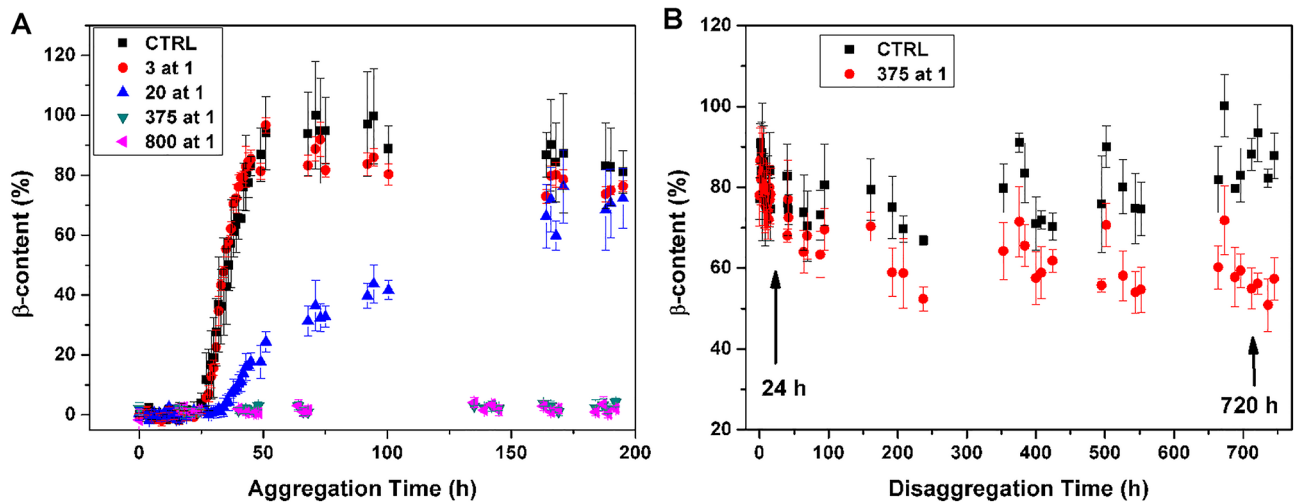 A
CTRL
3 at 1
20 at 1
375 at 1
800 at 1
β-content (%)
120
100
80
60
40
20
0
0
50
100
150
200
Aggregation Time (h)
B
CTRL
375 at 1
β-content (%)
120
100
80
60
40
20
24 h
720 h
0
100
200
300
400
500
600
700
Disaggregation Time (h)